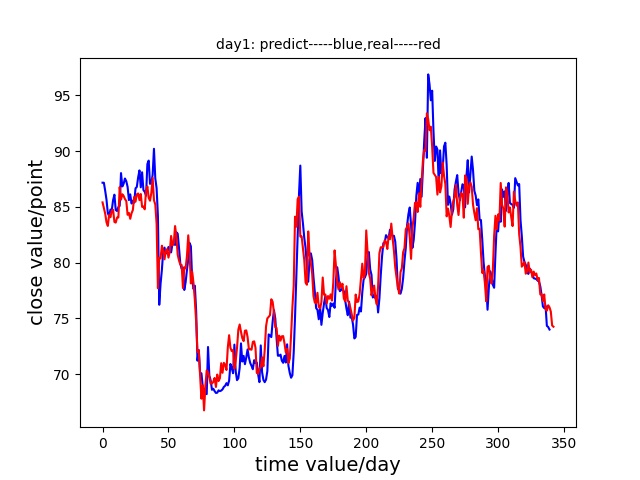 day1: predict-----blue,real-----red
95
90
85
80
75
70
close value/point
0 50 100 150 200 250 300 350
time value/day